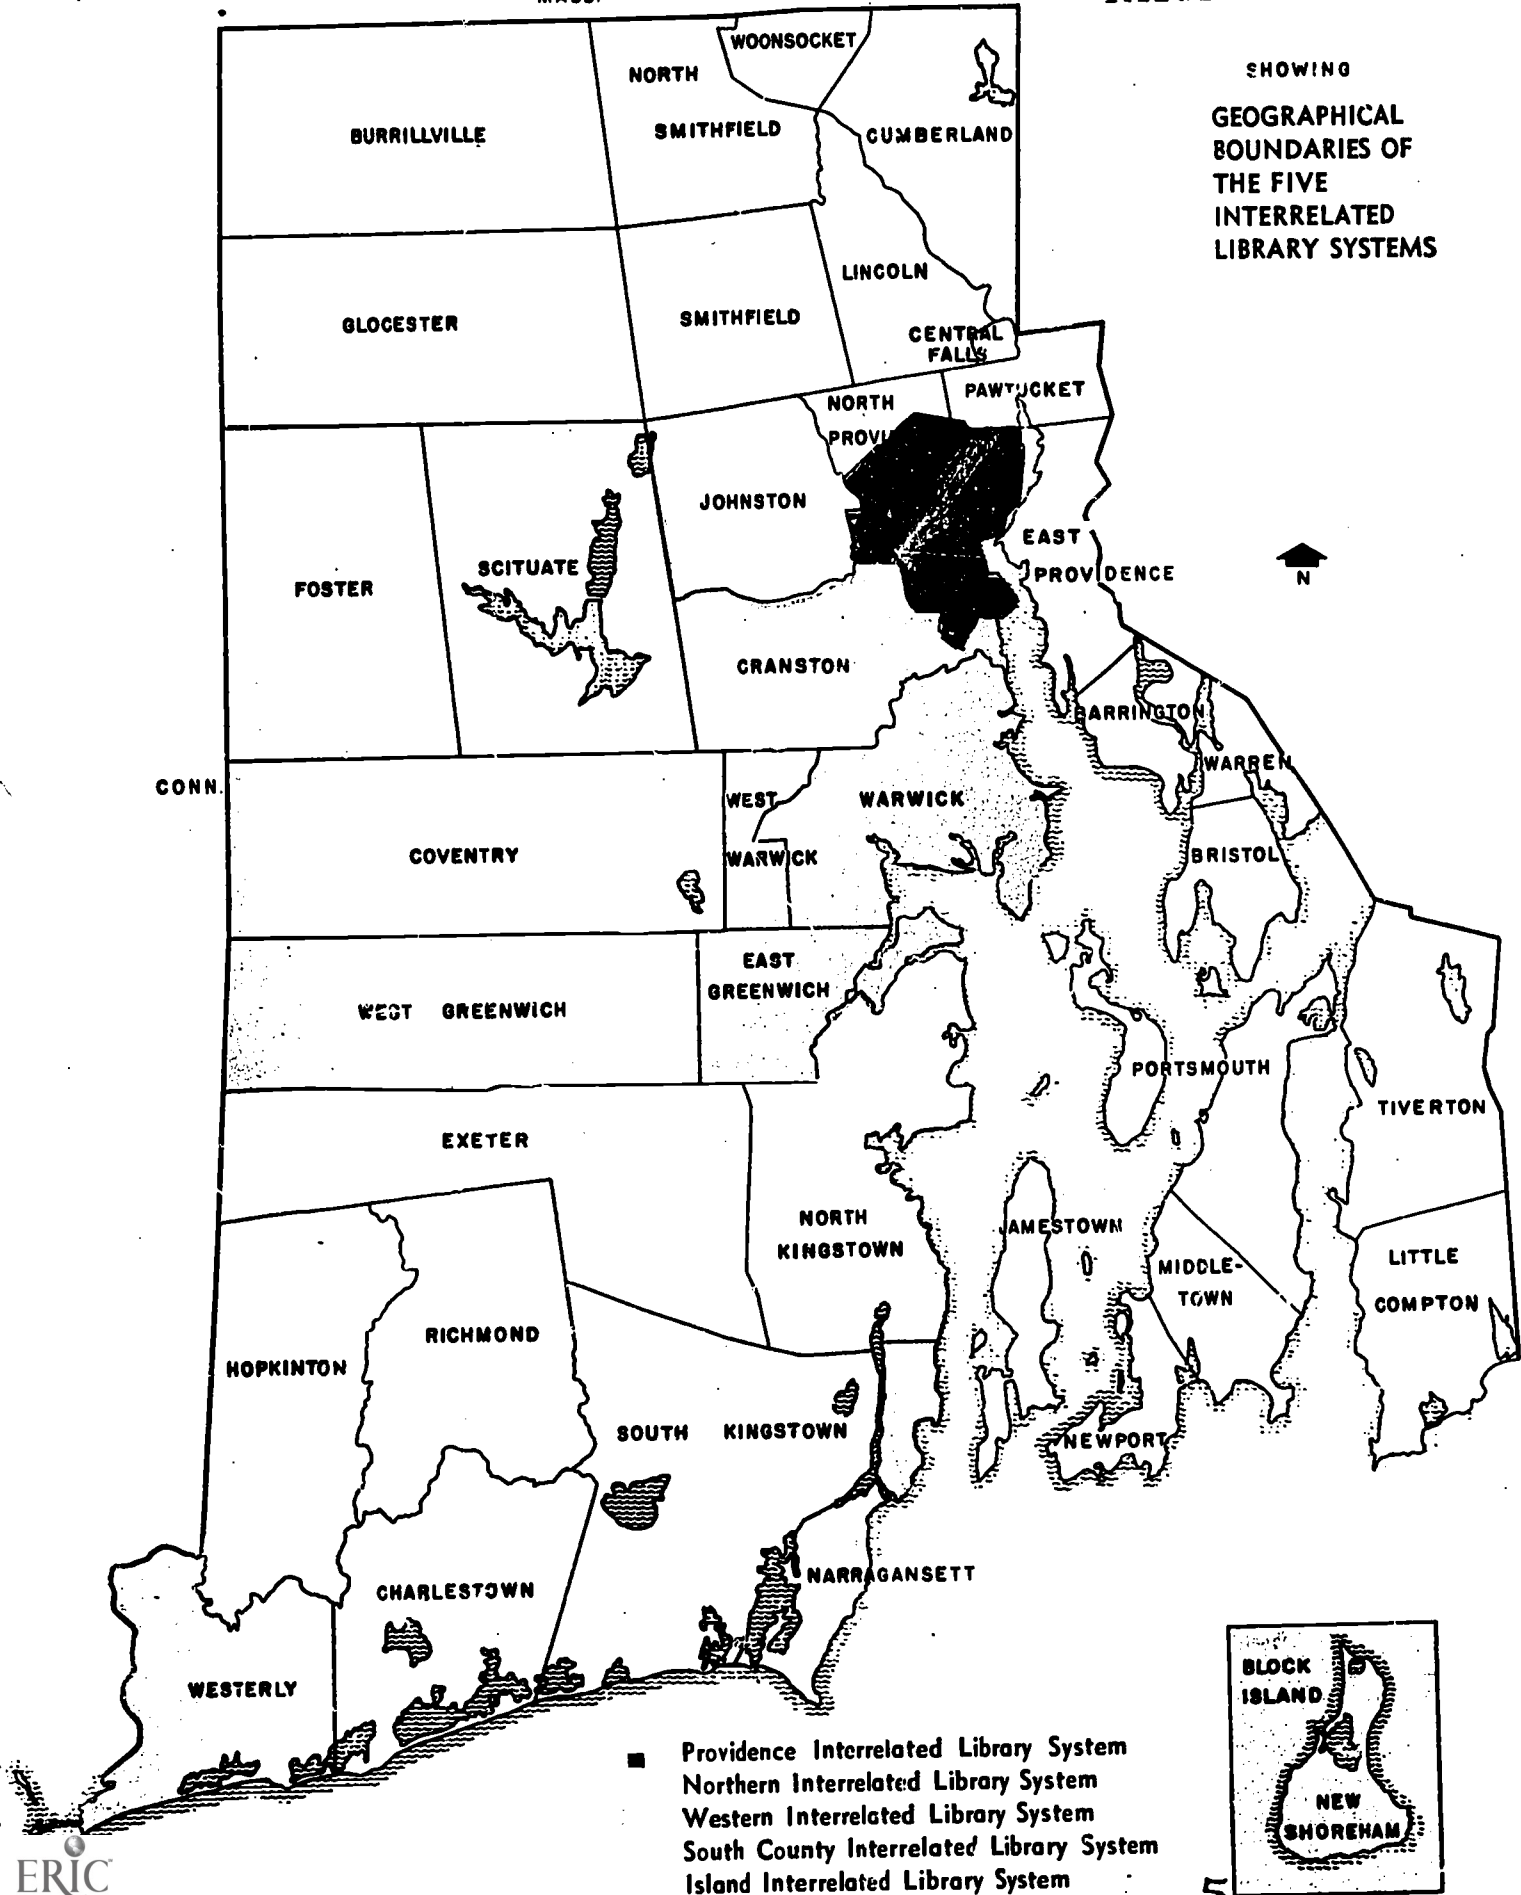 SHOWING
GEOGRAPHICAL
BOUNDARIES OF
THE FIVE
INTERRELATED
LIBRARY SYSTEMS
WOONSOCKET
NORTH
SMITHFIELD
BURRILLVILLE
CUMBERLAND
LINCOLN
GLOCESTER
SMITHFIELD
CENTRAL
FALLS
PAWTUCKET
NORTH
PROVI
JOHNSTON
EAST
PROVIDENCE
N
SCITUATE
FOSTER
CRANSTON
BARRINGTON
WARREN
CONN.
WEST
WARWICK
WARWICK
COVENTRY
BRISTOL
EAST
GREENWICH
WEST GREENWICH
PORTSMOUTH
TIVERTON
EXETER
NORTH
KINGSTOWN
JAMESTOWN
MIDDLE-
TOWN
LITTLE
COMPTON
RICHMOND
HOPKINTON
SOUTH KINGSTOWN
NEWPORT
NARRAGANSETT
CHARLESTOWN
WESTERLY
BLOCK
ISLAND
NEW
SHOREHAM
Providence Interrelated Library System
Northern Interrelated Library System
Western Interrelated Library System
South County Interrelated Library System
Island Interrelated Library System
5
ERIC